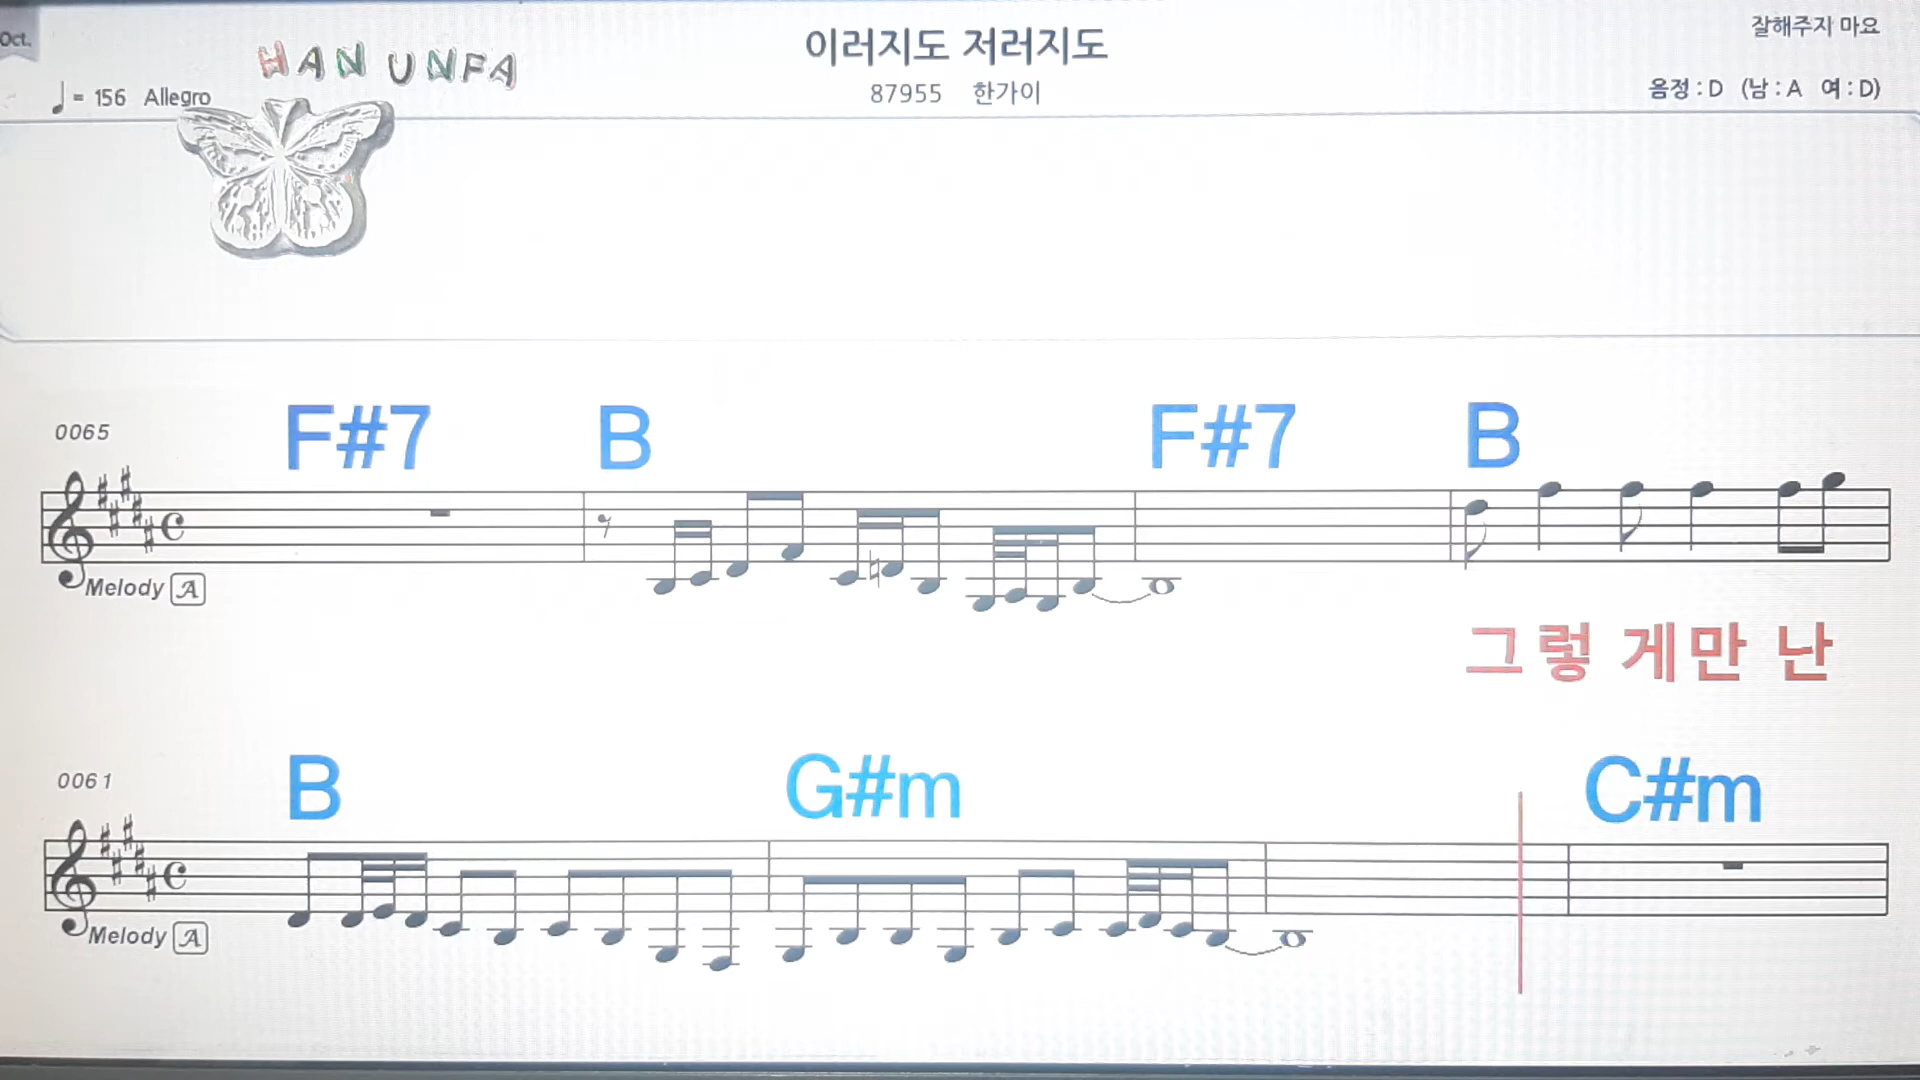 Oct.
HAN UNFA
이러지도 저러지도
잘해주지 마요
= 156 Allegro
87955 한가이
음정 : D (남 : A 여 : D)
F#7 B F#7 B
0065
Melody A
그렇게만 난
B G#m C#m
0061
Melody A